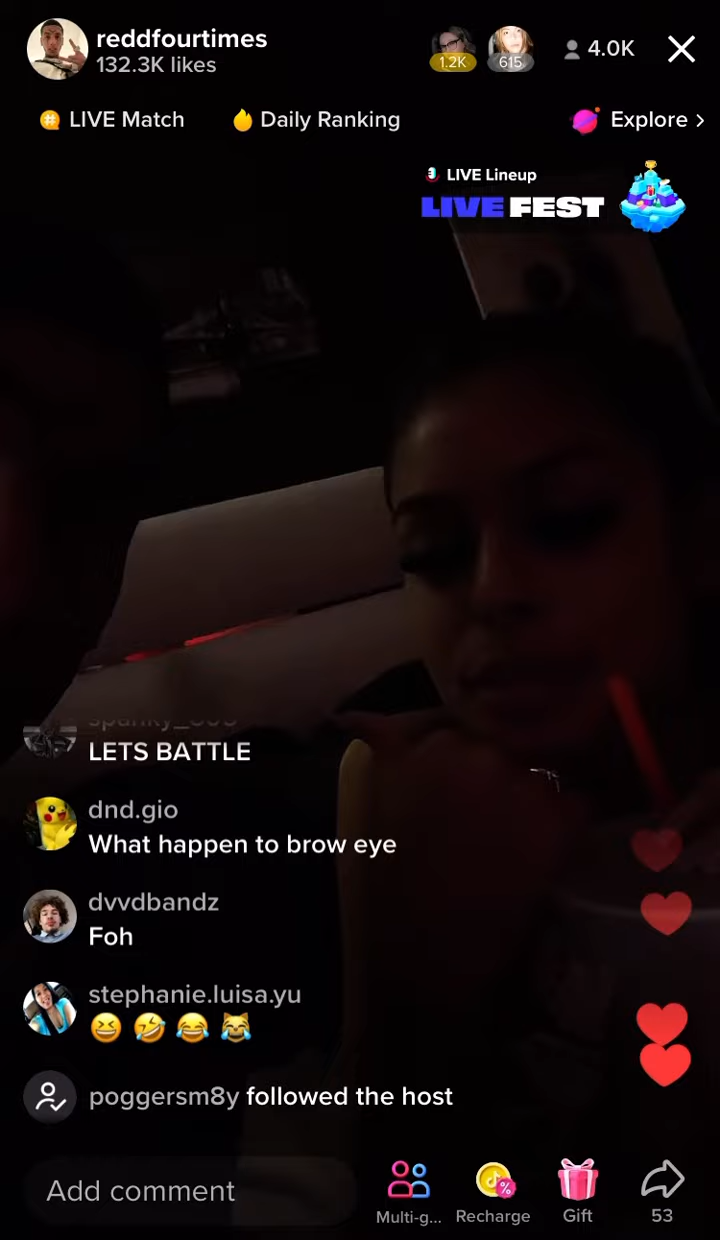 reddfourtimes
132.3K likes
1.2K
615
4.0K
LIVE Match
Daily Ranking
Explore
LIVE Lineup
LIVE FEST
LETS BATTLE
dnd.gio
What happen to brow eye
dvvdbandz
Foh
stephanie.luisa.yu
poggersm8y followed the host
Add comment
Multi-g...
Recharge
Gift
53